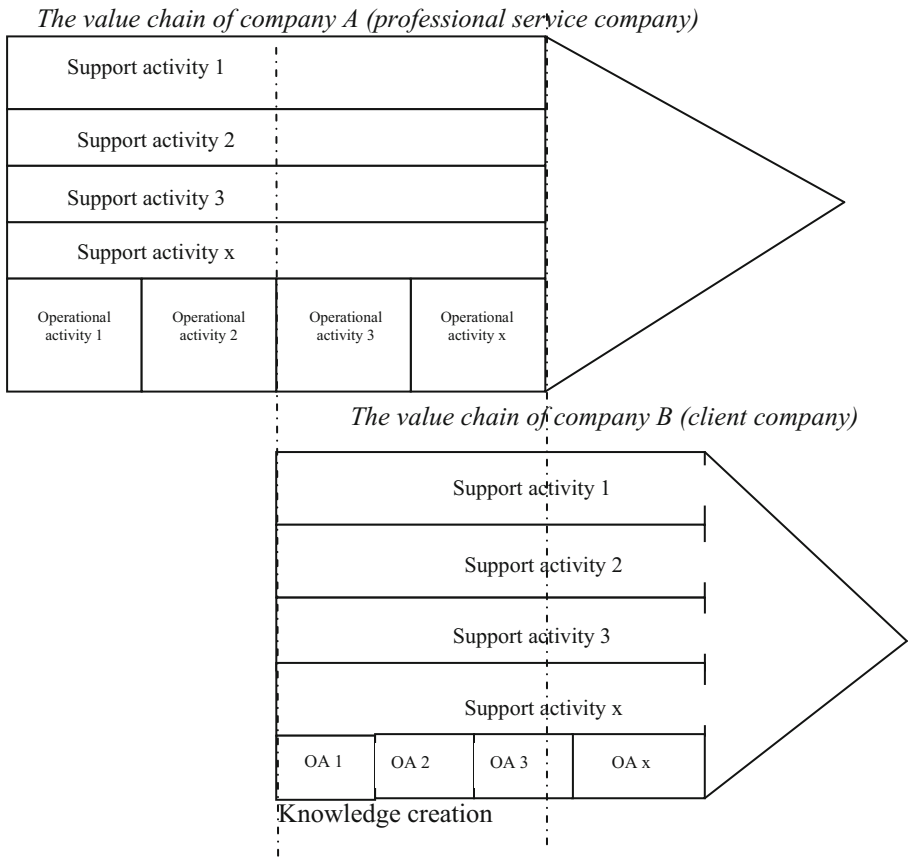 The value chain of company A (professional service company)
Support activity 1
Support activity 2
Support activity 3
Support activity x
Operational
activity 1
Operational
activity 2
Operational
activity 3
Operational
activity x
The value chain of company B (client company)
Support activity 1
Support activity 2
Support activity 3
Support activity x
OA 1
OA 2
OA 3
OA x
Knowledge creation